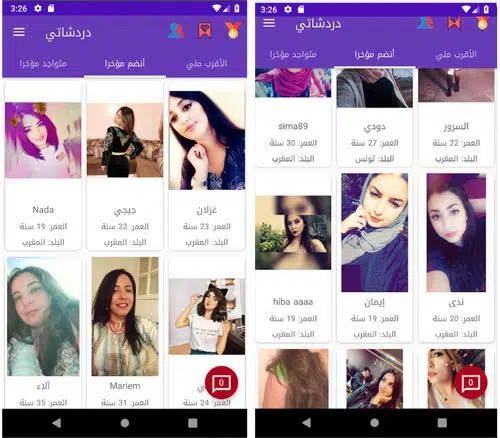 3:26
دردشاتي
الأقرب مني
أنضم مؤخرا
متواجد مؤخرا
غزلان
العمر: 23 سنة
البلد: المغرب
جيجي
العمر: 23 سنة
البلد: المغرب
Nada
العمر: 19 سنة
البلد: المغرب
العمر: 24 سنة
Mariem
العمر: 31 سنة
آلاء
العمر: 35 سنة
0
3:26
دردشاتي
الأقرب مني
أنضم مؤخرا
متواجد مؤخرا
السرور
العمر: 22 سنة
البلد: المغرب
دودي
العمر: 27 سنة
البلد: تونس
sima89
العمر: 30 سنة
البلد: المغرب
ندى
العمر: 20 سنة
البلد: المغرب
إيمان
العمر: 19 سنة
البلد: المغرب
hiba aaaa
العمر: 19 سنة
البلد: المغرب
0